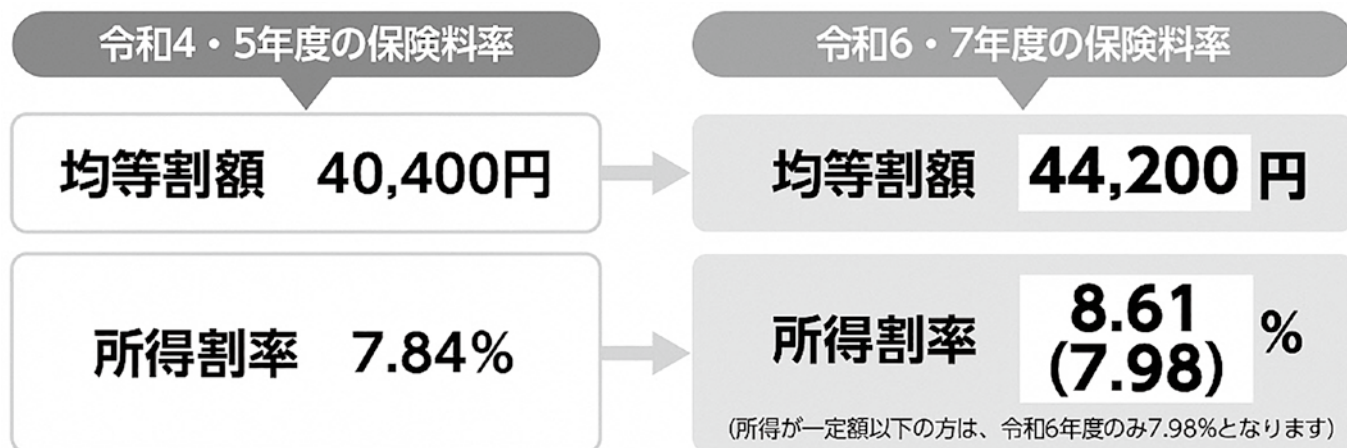 令和4・5年度の保険料率
令和6・7年度の保険料率
均等割額 40,400円
均等割額 44,200 円
所得割率 7.84%
所得割率 8.61 (7.98) %
(所得が一定額以下の方は、令和6年度のみ7.98%となります)